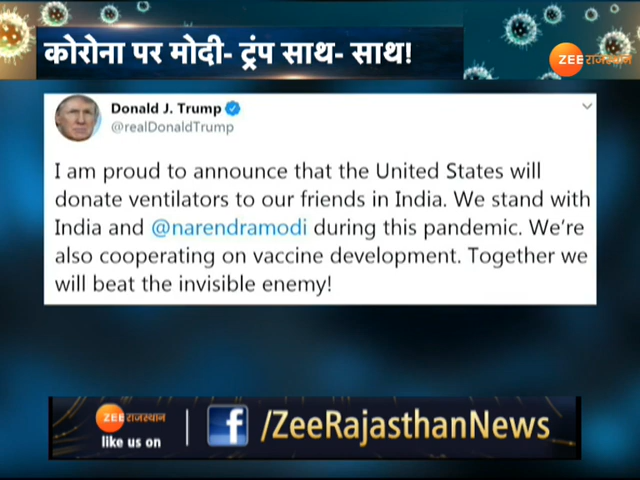 कोरोना पर मोदी- ट्रंप साथ- साथ!
ZEE राजस्थान
Donald J. Trump
@realDonaldTrump
I am proud to announce that the United States will
donate ventilators to our friends in India. We stand with
India and @narendramodi during this pandemic. We’re
also cooperating on vaccine development. Together we
will beat the invisible enemy!
ZEE राजस्थान
like us on
f /ZeeRajasthanNews